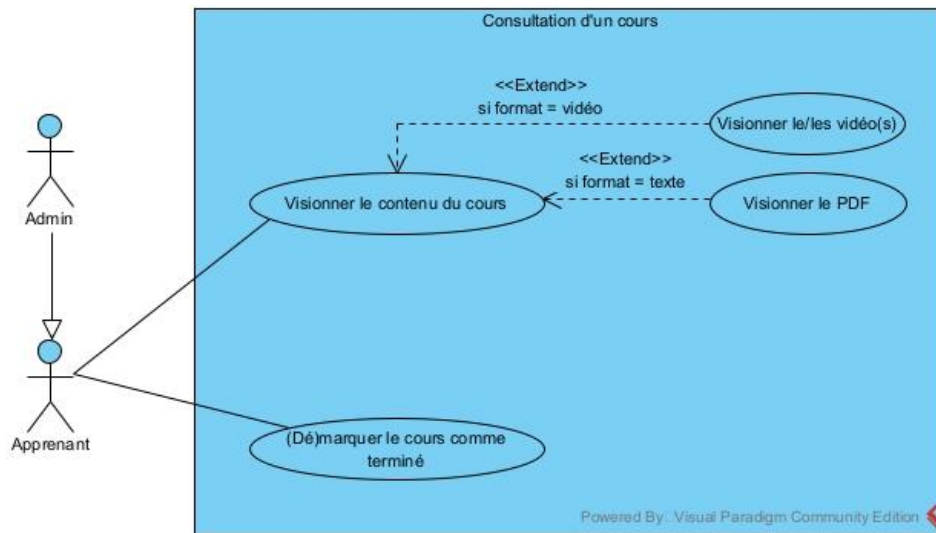 Consultation d'un cours
<<Extend>>
si format = vidéo
Visionner le/les vidéo(s)
<<Extend>>
si format = texte
Visionner le contenu du cours
Visionner le PDF
Admin
Apprenant
(Dé)marquer le cours comme
terminé
Powered By: Visual Paradigm Community Edition